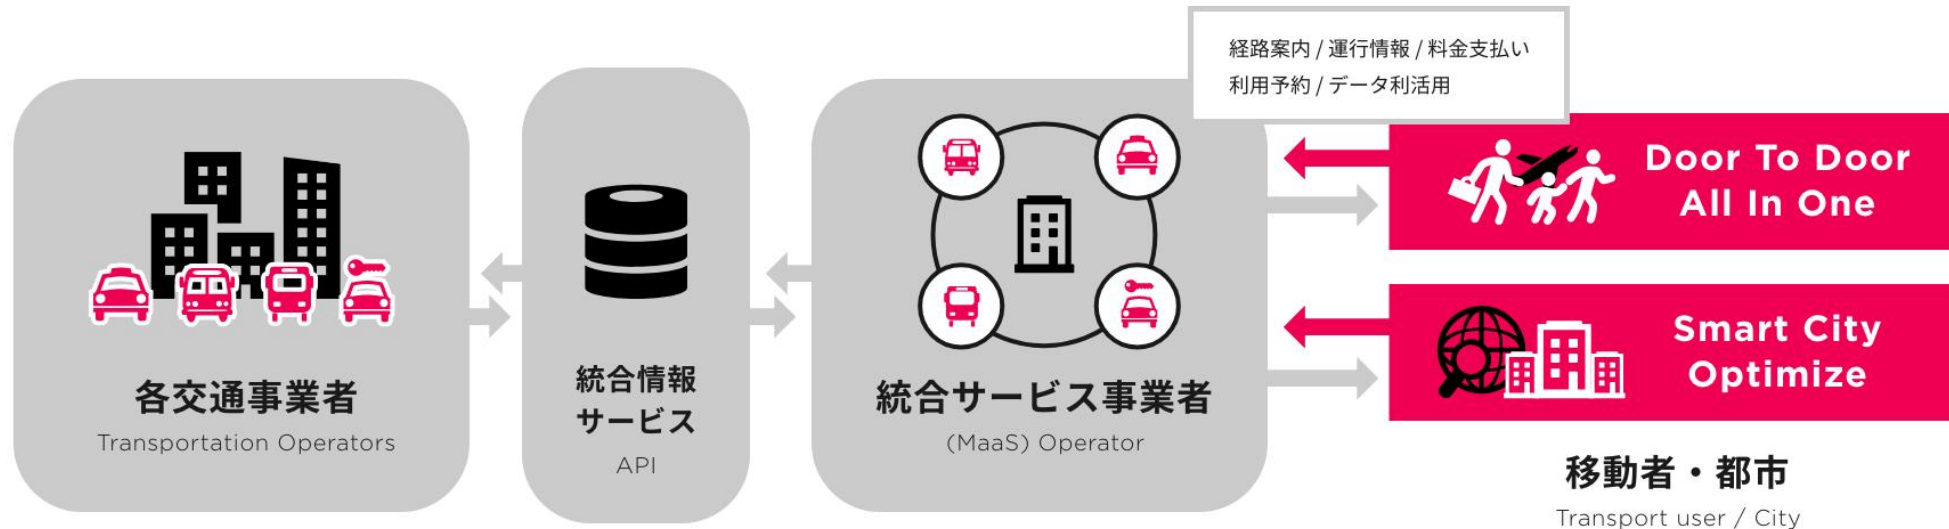 経路案内 / 運行情報 / 料金支払い
利用予約 / データ利活用
各交通事業者
Transportation Operators
統合情報
サービス
API
統合サービス事業者
(MaaS) Operator
Door To Door
All In One
Smart City
Optimize
移動者・都市
Transport user / City